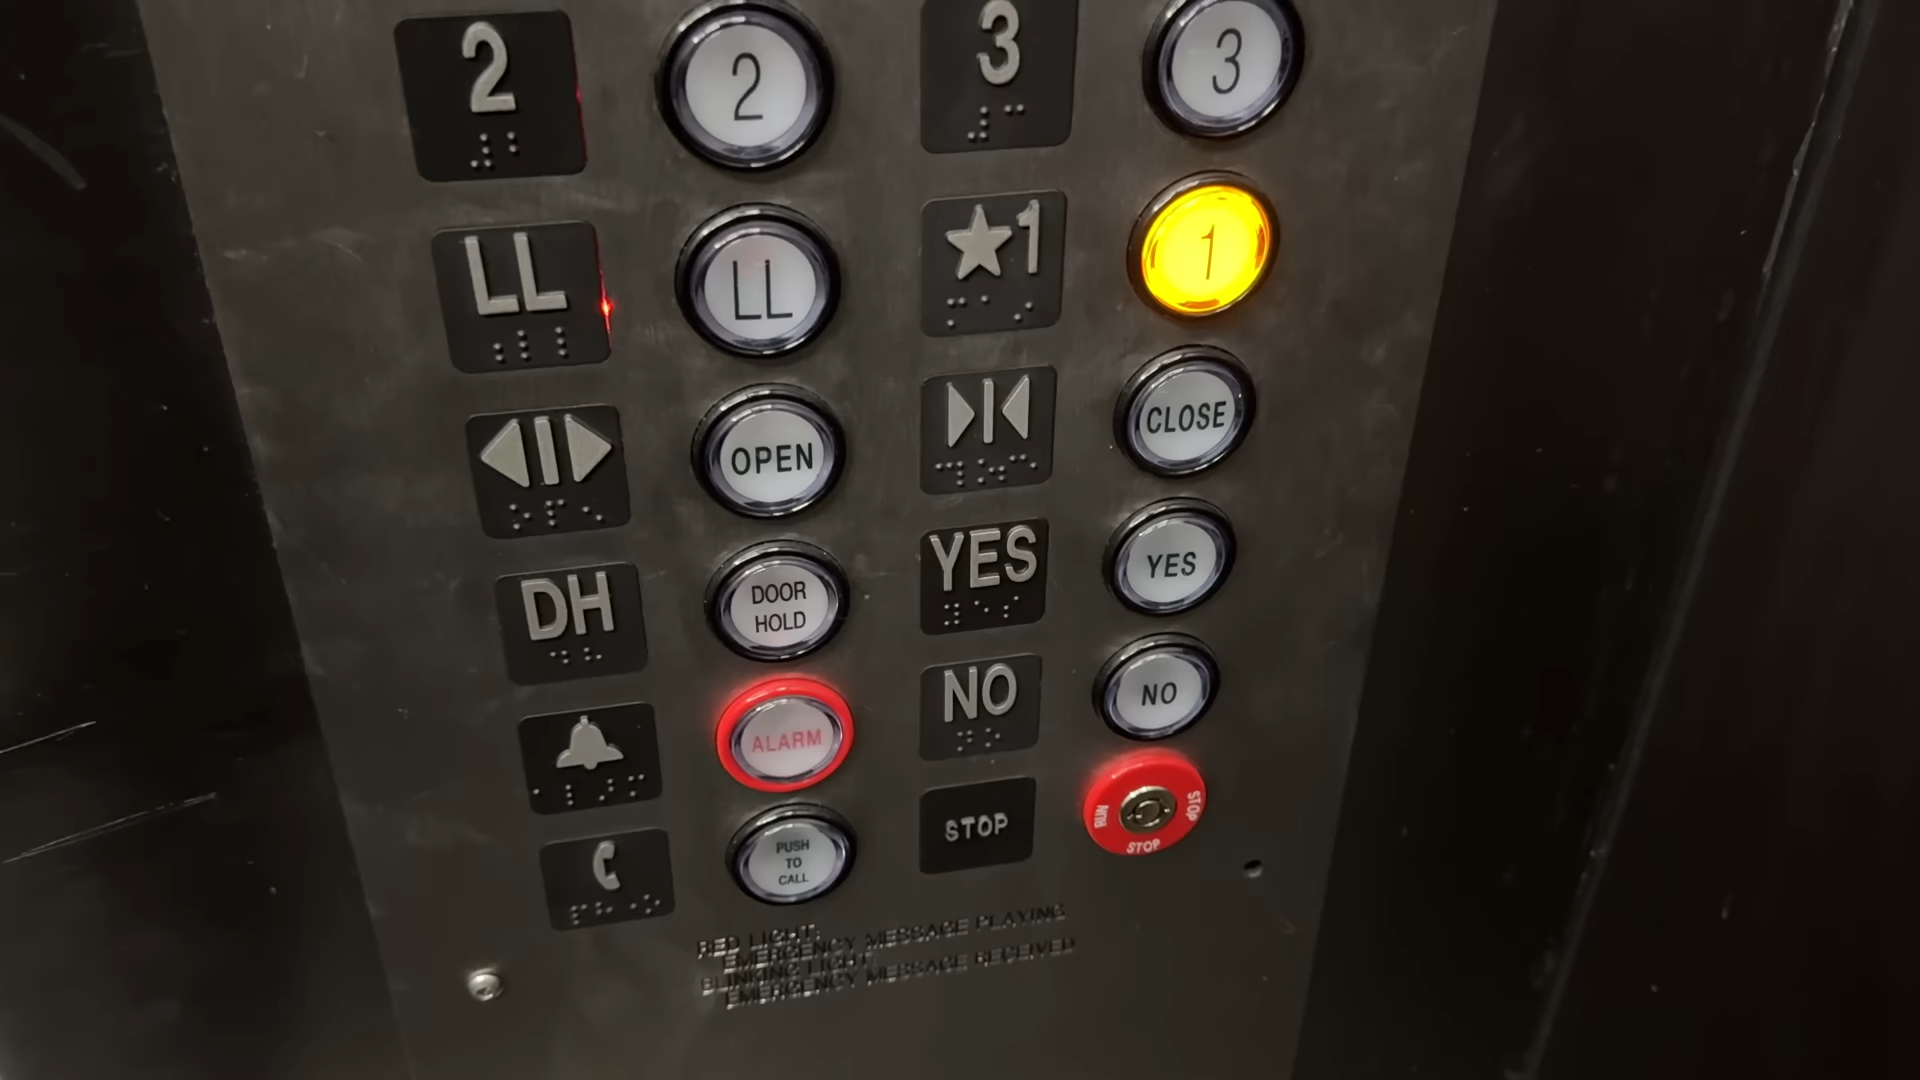 2 2 3 3
LL LL ★1 1
OPEN CLOSE
DH DOOR HOLD YES YES
ALARM NO NO
PUSH TO CALL STOP RUN STOP STOP
RED LIGHT:
EMERGENCY MESSAGE PLAYING
BLINKING LIGHT:
EMERGENCY MESSAGE RECEIVED